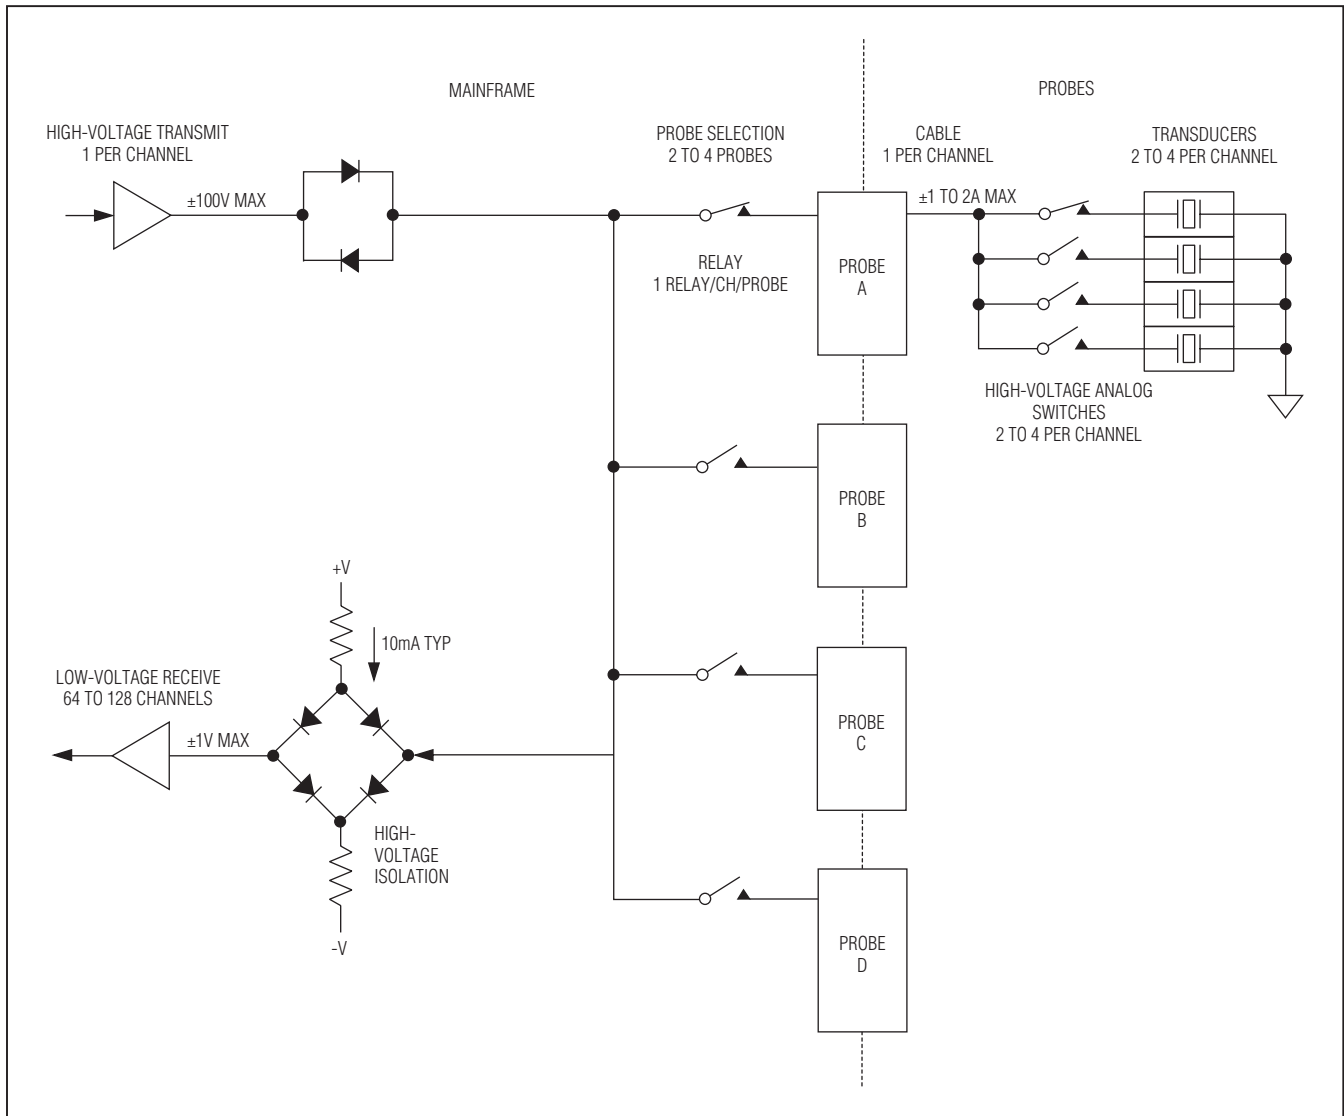 MAINFRAME
PROBES
HIGH-VOLTAGE TRANSMIT
1 PER CHANNEL
±100V MAX
PROBE SELECTION
2 TO 4 PROBES
CABLE
1 PER CHANNEL
TRANSDUCERS
2 TO 4 PER CHANNEL
±1 TO 2A MAX
RELAY
1 RELAY/CH/PROBE
PROBE
A
HIGH-VOLTAGE ANALOG
SWITCHES
2 TO 4 PER CHANNEL
PROBE
B
+V
10mA TYP
LOW-VOLTAGE RECEIVE
64 TO 128 CHANNELS
±1V MAX
PROBE
C
HIGH-
VOLTAGE
ISOLATION
-V
PROBE
D